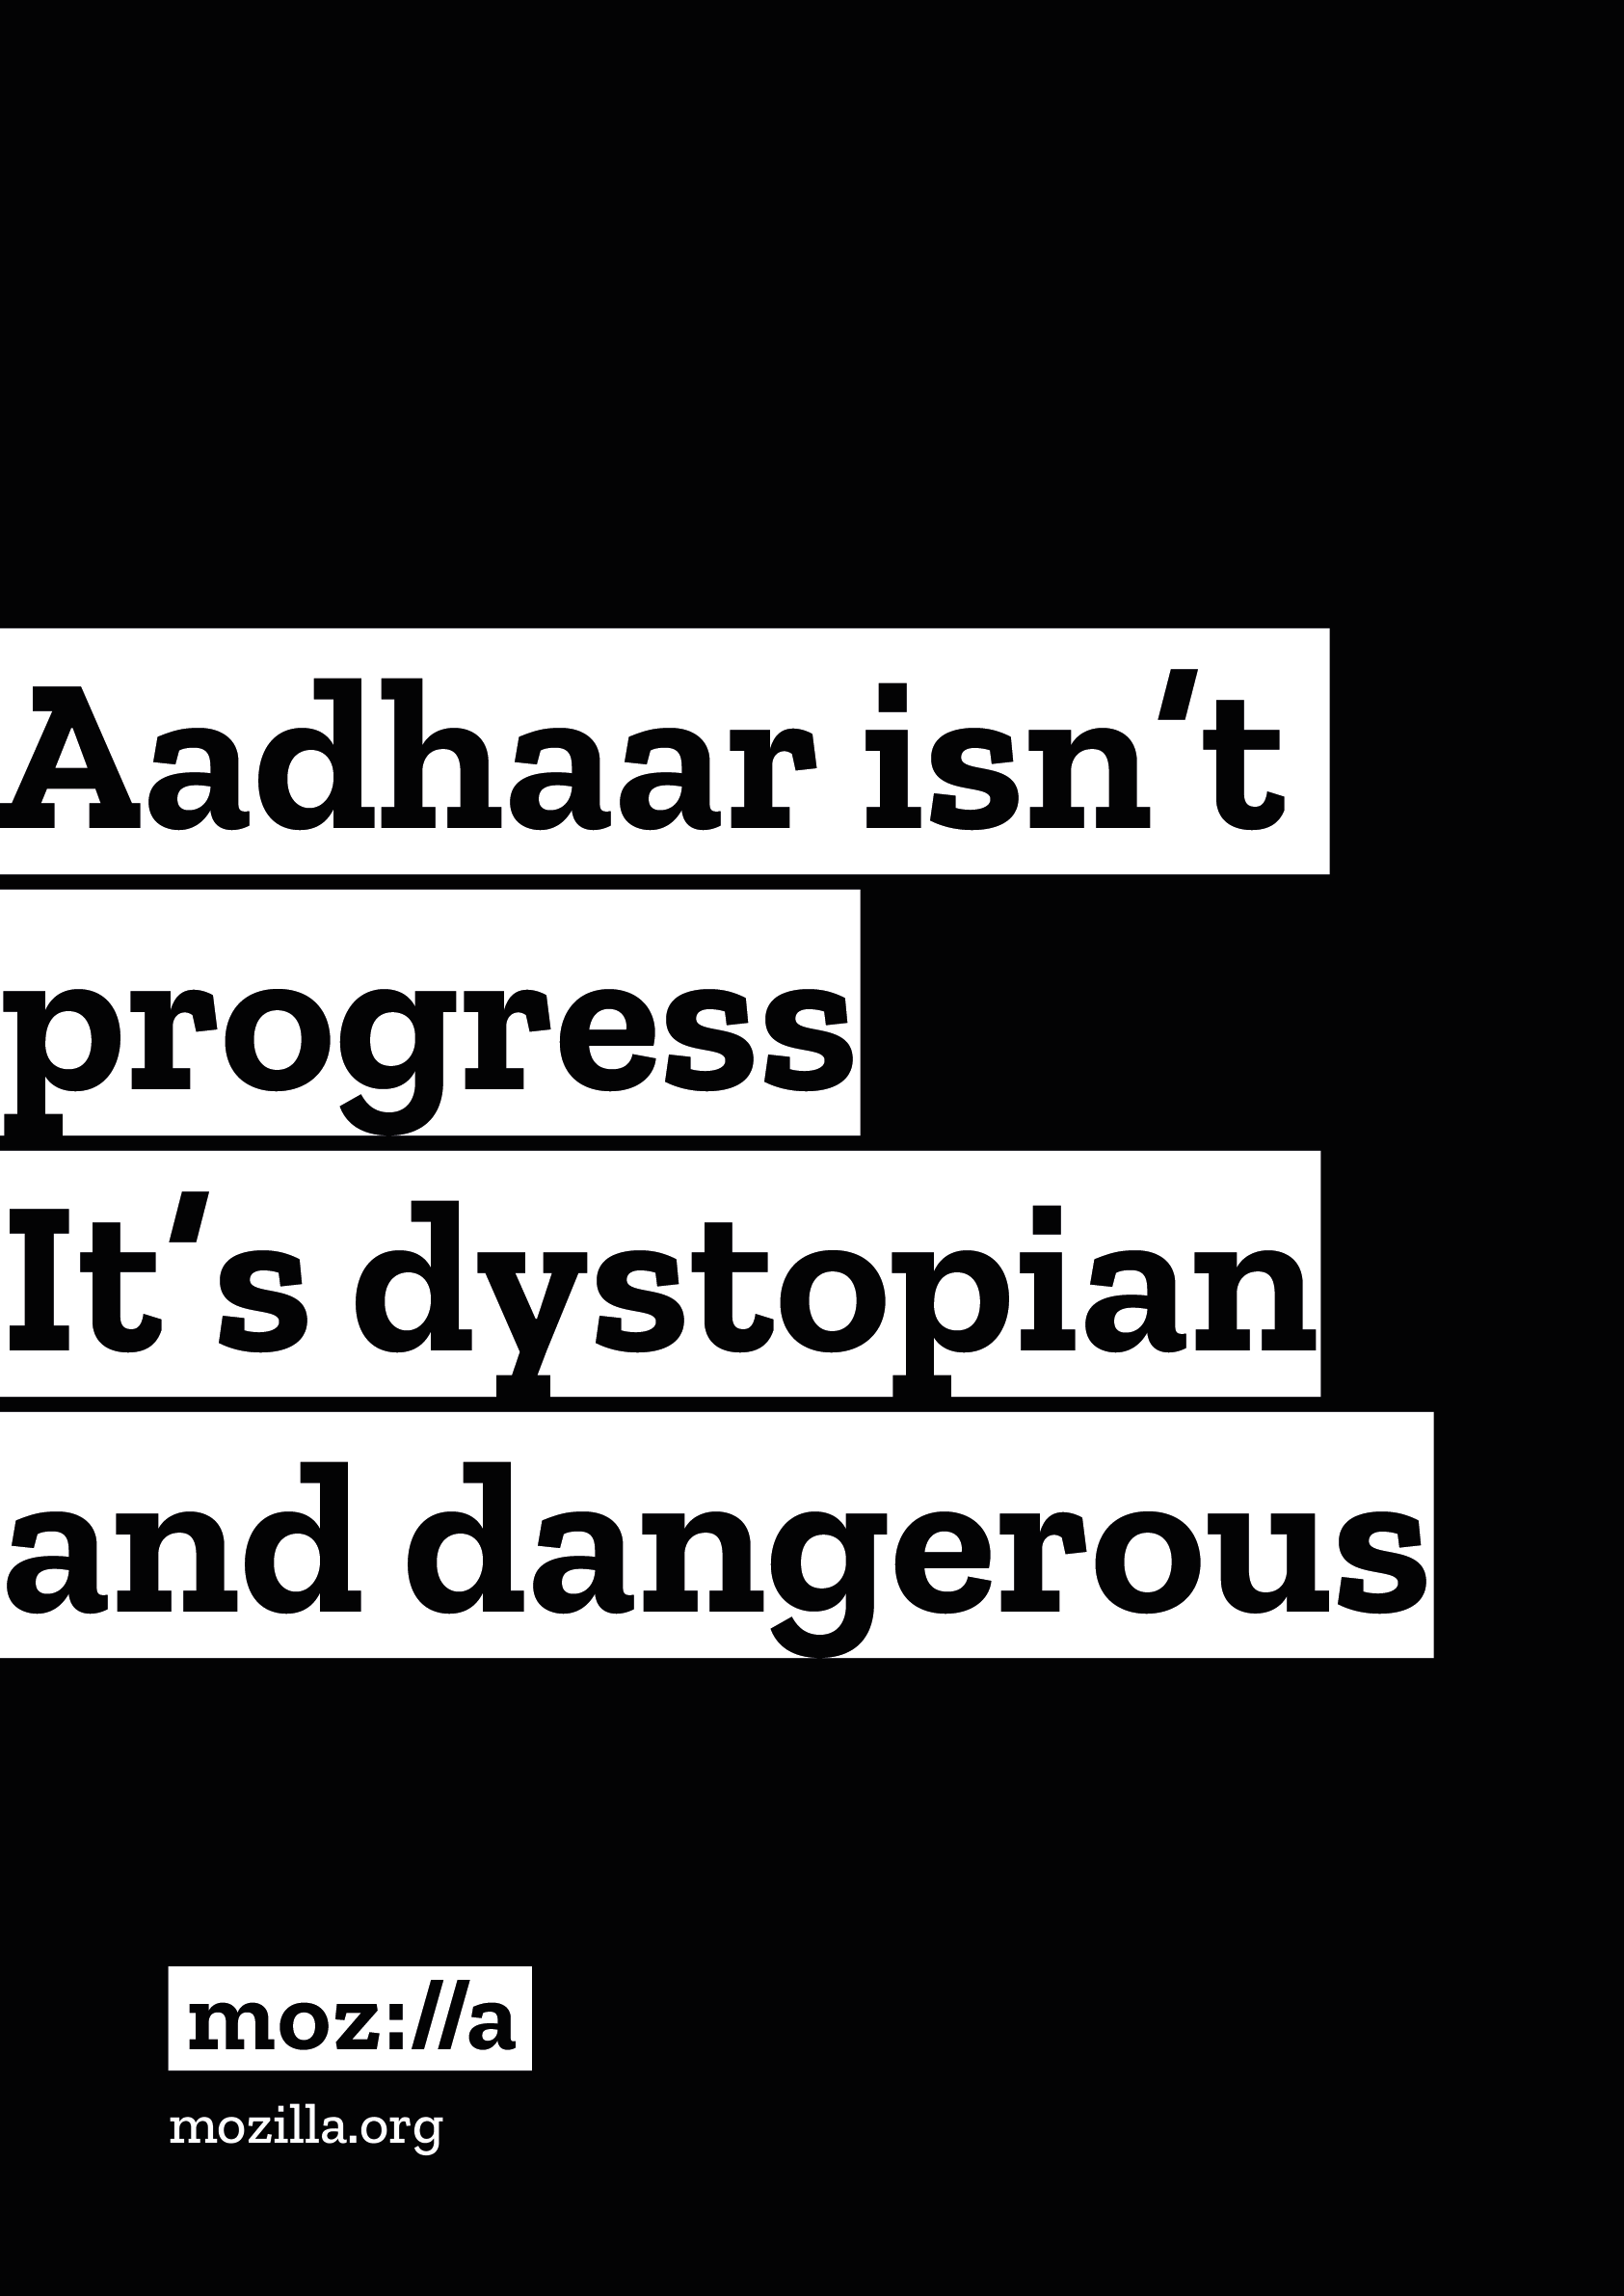 Aadhaar isn't
progress
It's dystopian
and dangerous
moz://a
mozilla.org